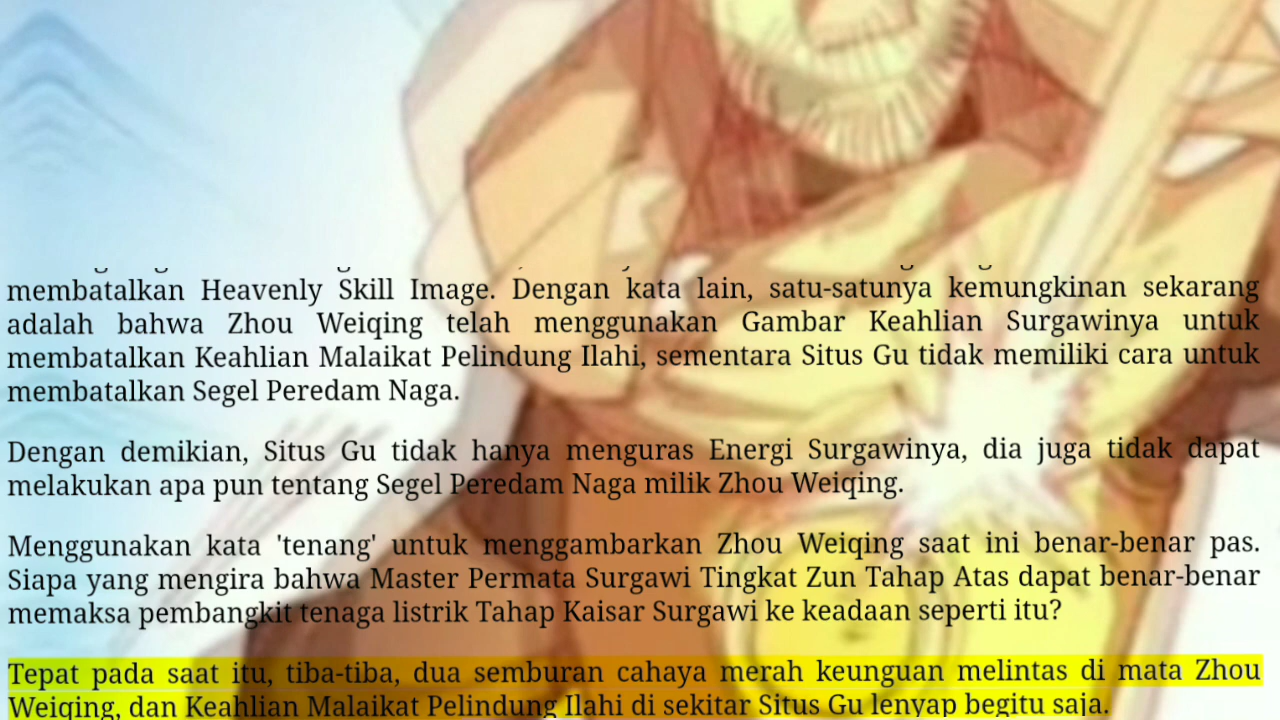 membatalkan Heavenly Skill Image. Dengan kata lain, satu-satunya kemungkinan sekarang
adalah bahwa Zhou Weiqing telah menggunakan Gambar Keahlian Surgawinya untuk
membatalkan Keahlian Malaikat Pelindung Ilahi, sementara Situs Gu tidak memiliki cara untuk
membatalkan Segel Peredam Naga.
Dengan demikian, Situs Gu tidak hanya menguras Energi Surgawinya, dia juga tidak dapat
melakukan apa pun tentang Segel Peredam Naga milik Zhou Weiqing.
Menggunakan kata 'tenang' untuk menggambarkan Zhou Weiqing saat ini benar-benar pas.
Siapa yang mengira bahwa Master Permata Surgawi Tingkat Zun Tahap Atas dapat benar-benar
memaksa pembangkit tenaga listrik Tahap Kaisar Surgawi ke keadaan seperti itu?
Tepat pada saat itu, tiba-tiba, dua semburan cahaya merah keunguan melintas di mata Zhou
Weiqing, dan Keahlian Malaikat Pelindung Ilahi di sekitar Situs Gu lenyap begitu saja.